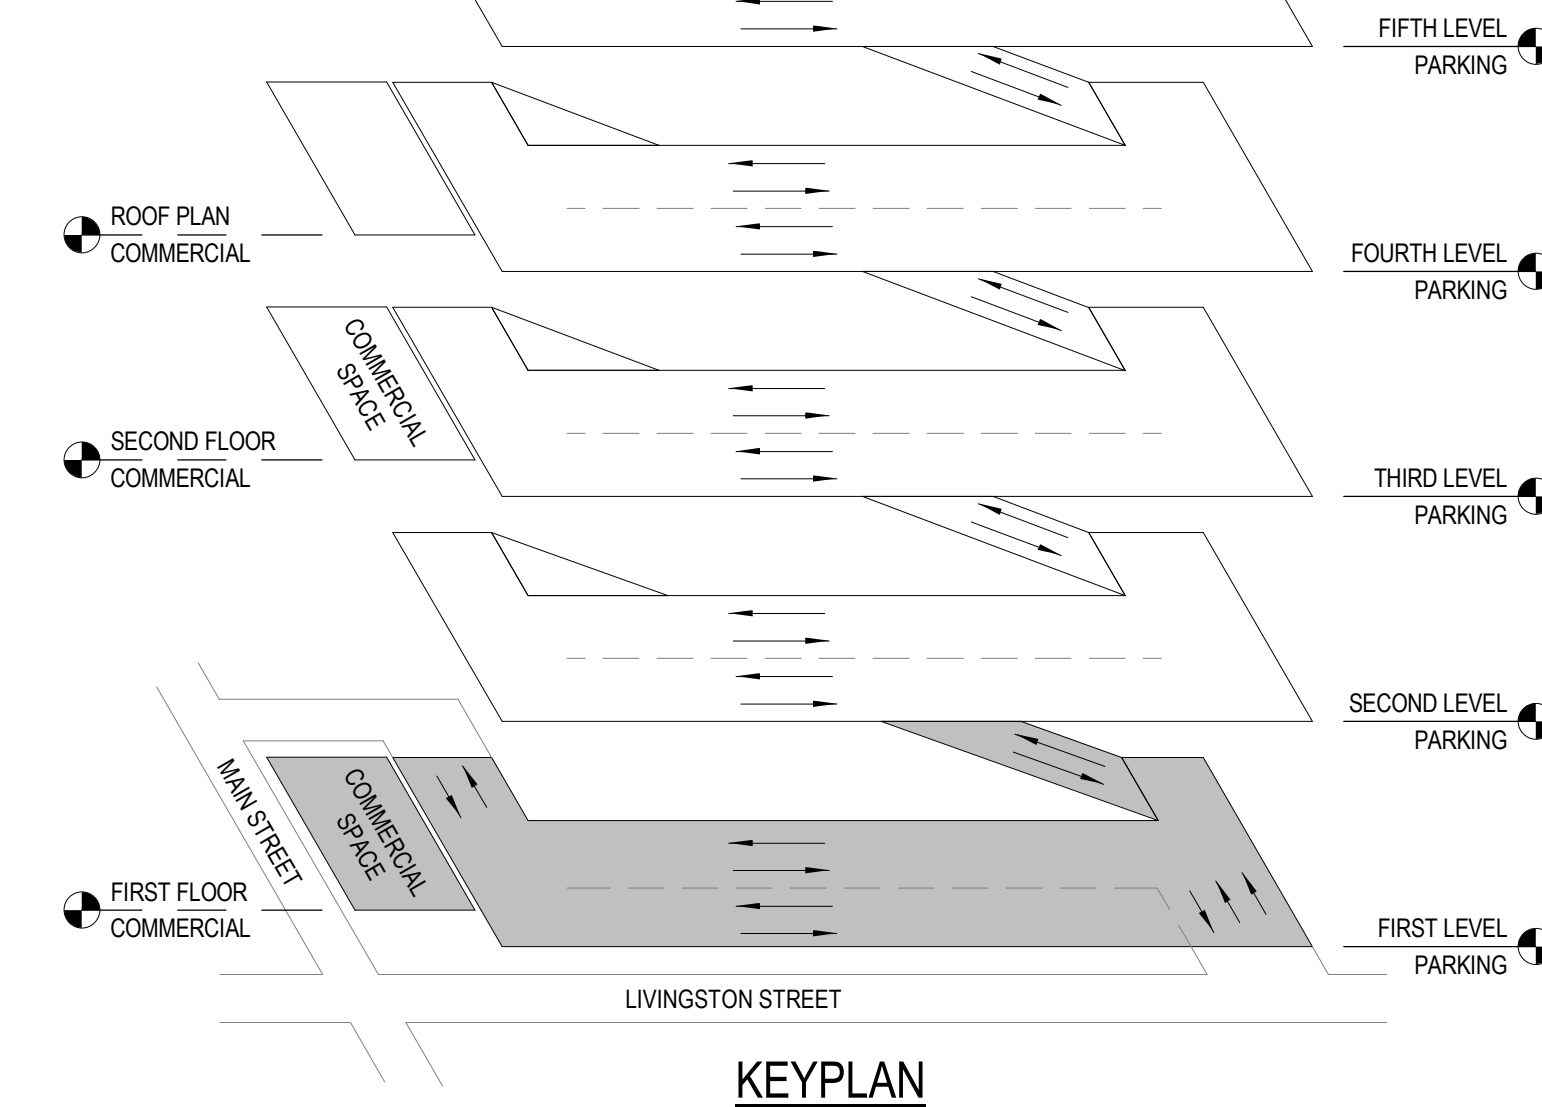 FIFTH LEVEL
PARKING
ROOF PLAN
COMMERCIAL
FOURTH LEVEL
PARKING
COMMERCIAL
SPACE
SECOND FLOOR
COMMERCIAL
THIRD LEVEL
PARKING
SECOND LEVEL
PARKING
MAIN STREET
COMMERCIAL
SPACE
FIRST FLOOR
COMMERCIAL
FIRST LEVEL
PARKING
LIVINGSTON STREET
KEYPLAN